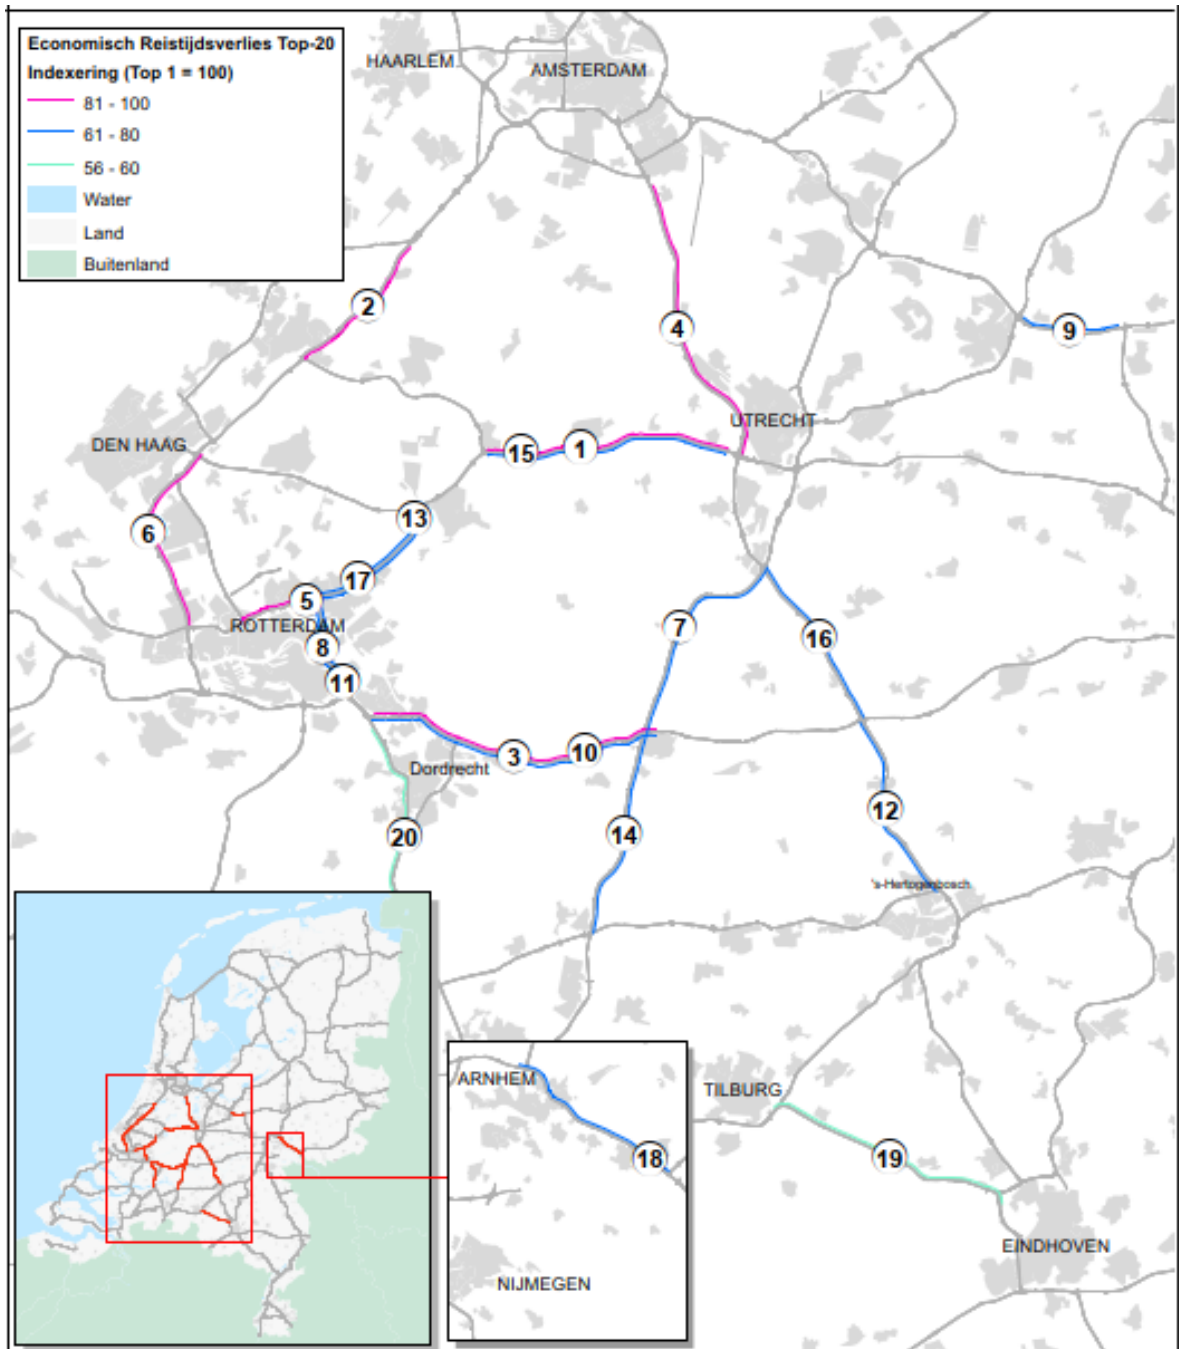 Economisch Reistijdsverlies Top-20
Indexering (Top 1 = 100)
81 - 100
61 - 80
56 - 60
Water
Land
Buitenland
HAARLEM
AMSTERDAM
2
4
9
UTRECHT
DEN HAAG
15
1
13
6
17
5
ROTTERDAM
8
7
16
11
3
10
Dordrecht
12
14
20
's-Hertogenbosch
ARNHEM
TILBURG
18
19
EINDHOVEN
NIJMEGEN